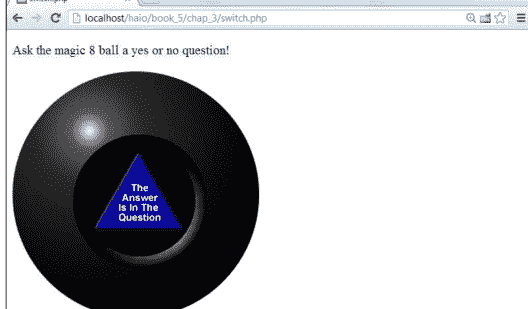 localhost/haio/book_5/chap_3/switch.php
Ask the magic 8 ball a yes or no question!
The
Answer
Is In The
Question